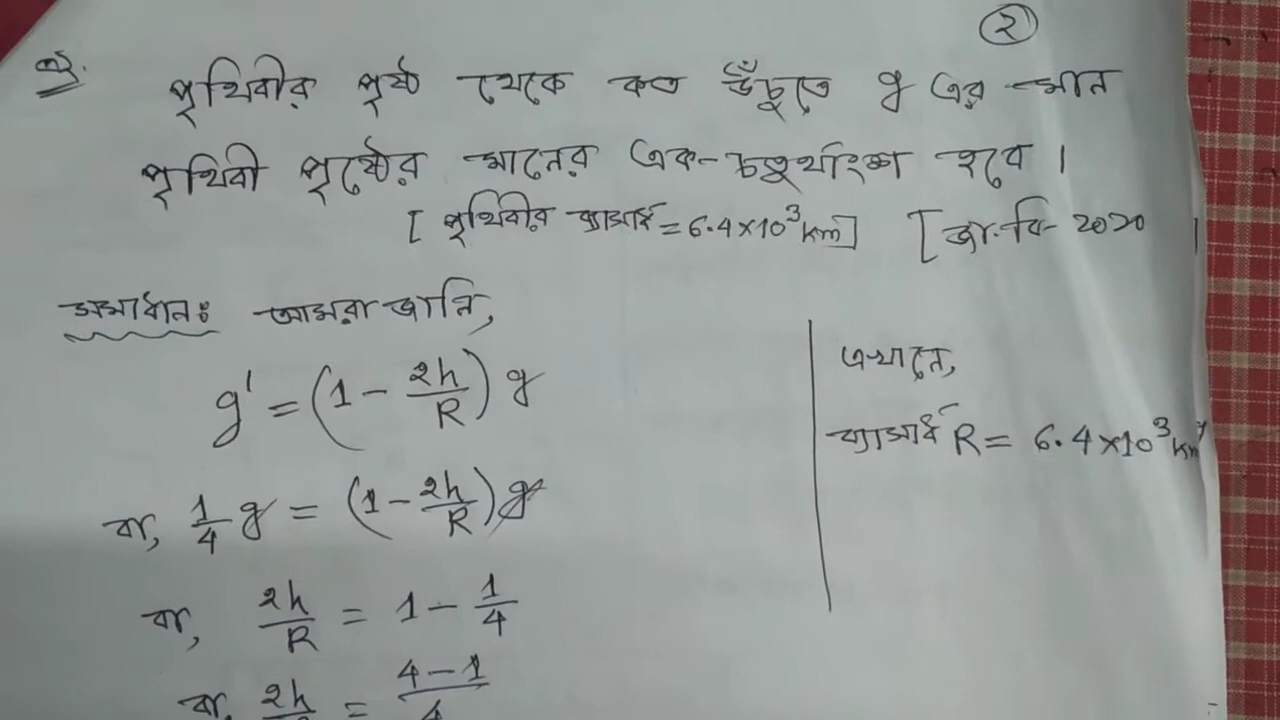 ২
প্র:
পৃথিবীর পৃষ্ঠ থেকে কত উঁচুতে g এর মান
পৃথিবী পৃষ্ঠের মানের এক-চতুর্থাংশ হবে।
[পৃথিবীর ব্যাসার্ধ = 6.4×10³ km] [জা.বি- ২০১০
সমাধানঃ আমরা জানি,
এখানে,
g' = (1 - 2h/R) g
ব্যাসার্ধ R = 6.4×10³ km
বা, 1/4 g = (1 - 2h/R) g
বা, 2h/R = 1 - 1/4
বা, 2h = 4-1/4